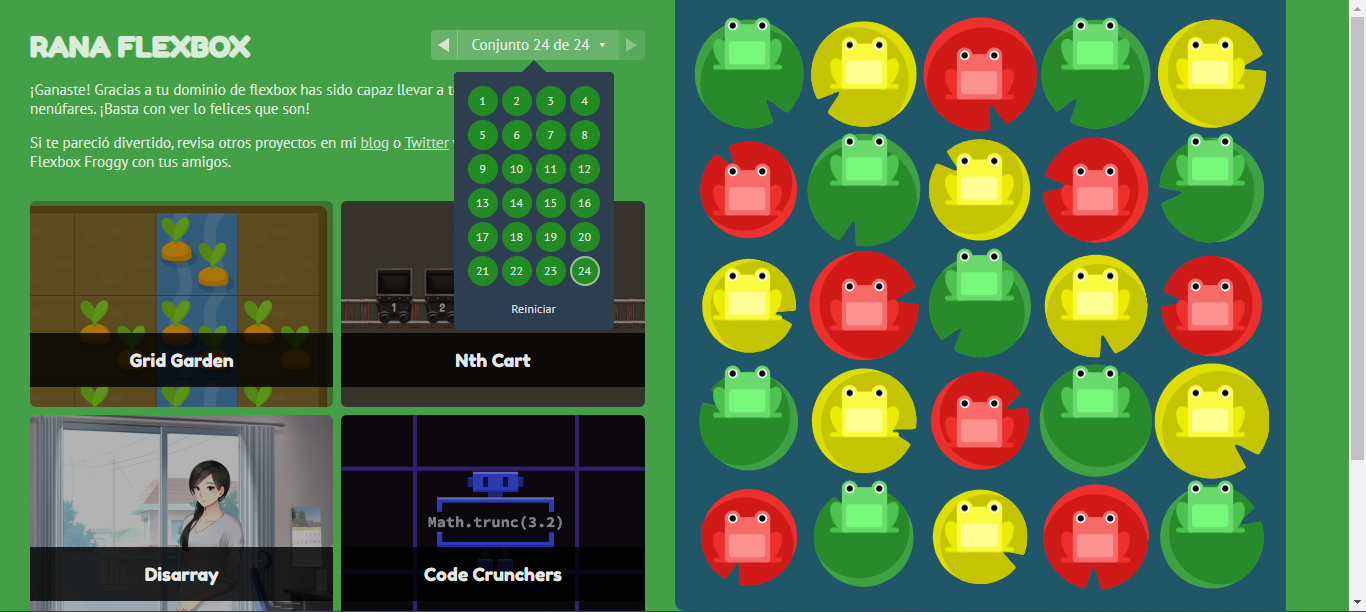 RANA FLEXBOX
◀ Conjunto 24 de 24 ▾ ▶
¡Ganaste! Gracias a tu dominio de flexbox has sido capaz llevar a
nenúfares. ¡Basta con ver lo felices que son!
Si te pareció divertido, revisa otros proyectos en mi blog o Twitter
Flexbox Froggy con tus amigos.
1 2 3 4
5 6 7 8
9 10 11 12
13 14 15 16
17 18 19 20
21 22 23 24
Reiniciar
1 2
Grid Garden
Nth Cart
Math.trunc(3.2)
Disarray
Code Crunchers